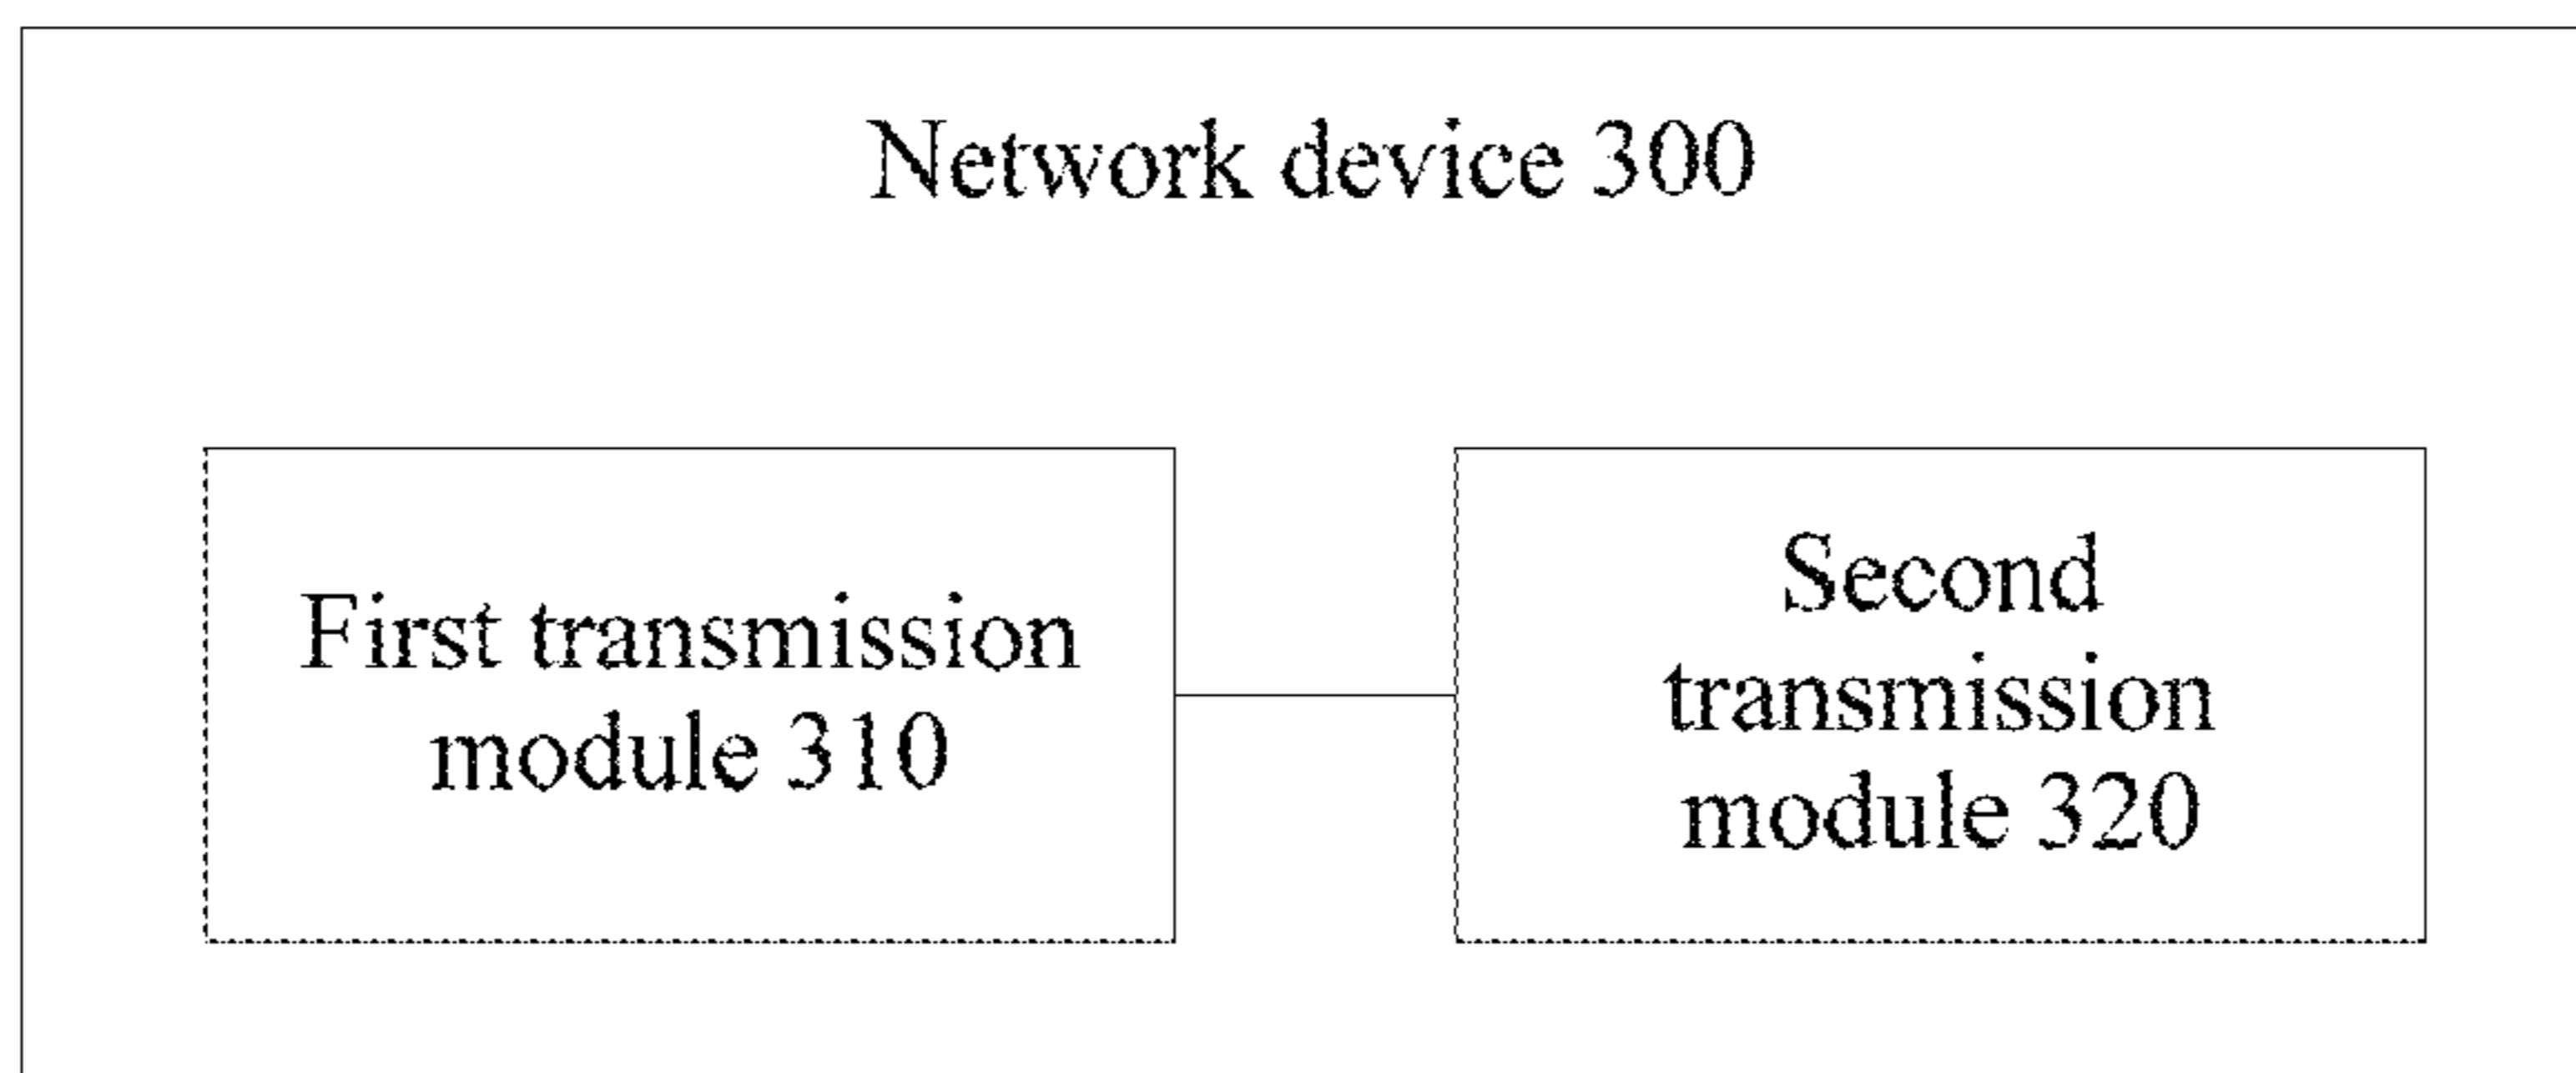 Network device 300
First transmission
module 310
Second
transmission
module 320